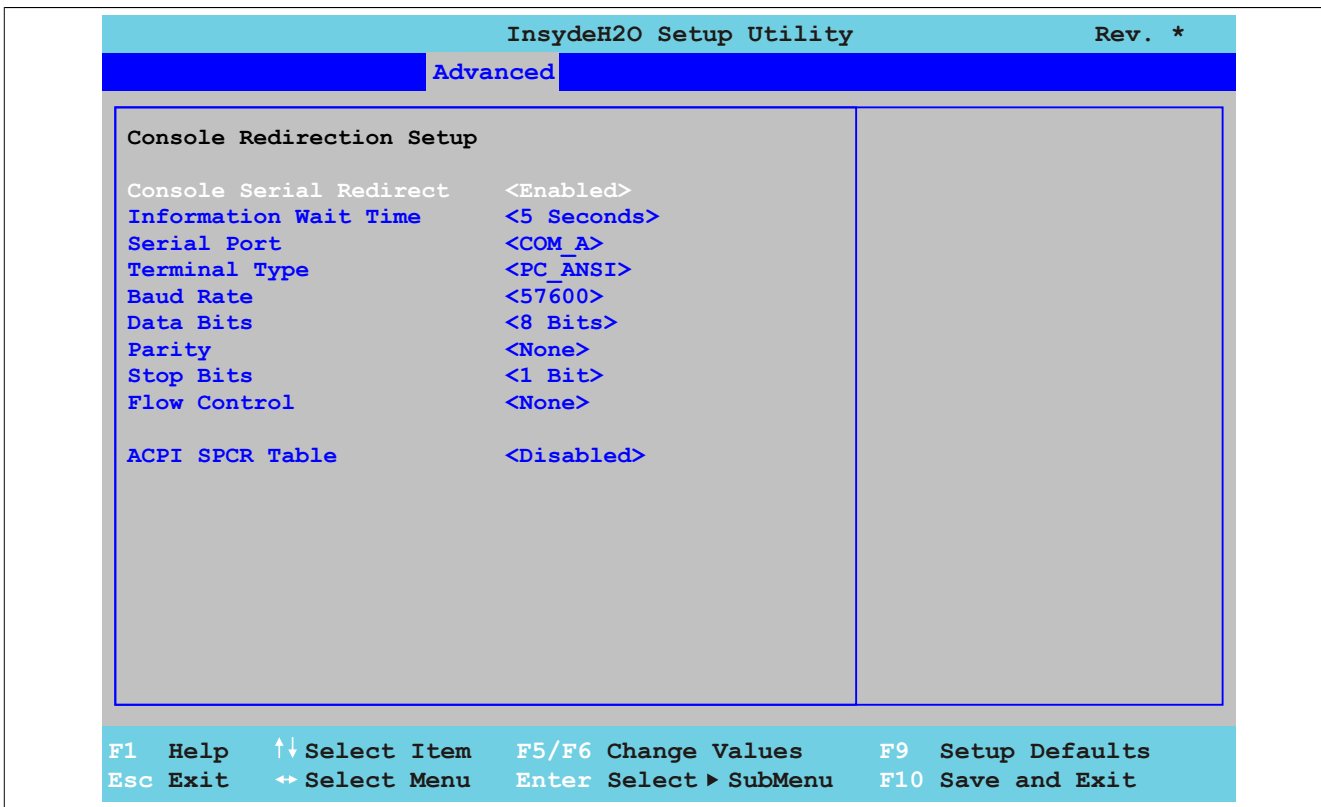 InsydeH2O Setup Utility Rev. *
Advanced
Console Redirection Setup
Console Serial Redirect <Enabled>
Information Wait Time <5 Seconds>
Serial Port <COM_A>
Terminal Type <PC_ANSI>
Baud Rate <57600>
Data Bits <8 Bits>
Parity <None>
Stop Bits <1 Bit>
Flow Control <None>
ACPI SPCR Table <Disabled>
F1 Help ↑↓ Select Item F5/F6 Change Values F9 Setup Defaults
Esc Exit ↔ Select Menu Enter Select ▶ SubMenu F10 Save and Exit